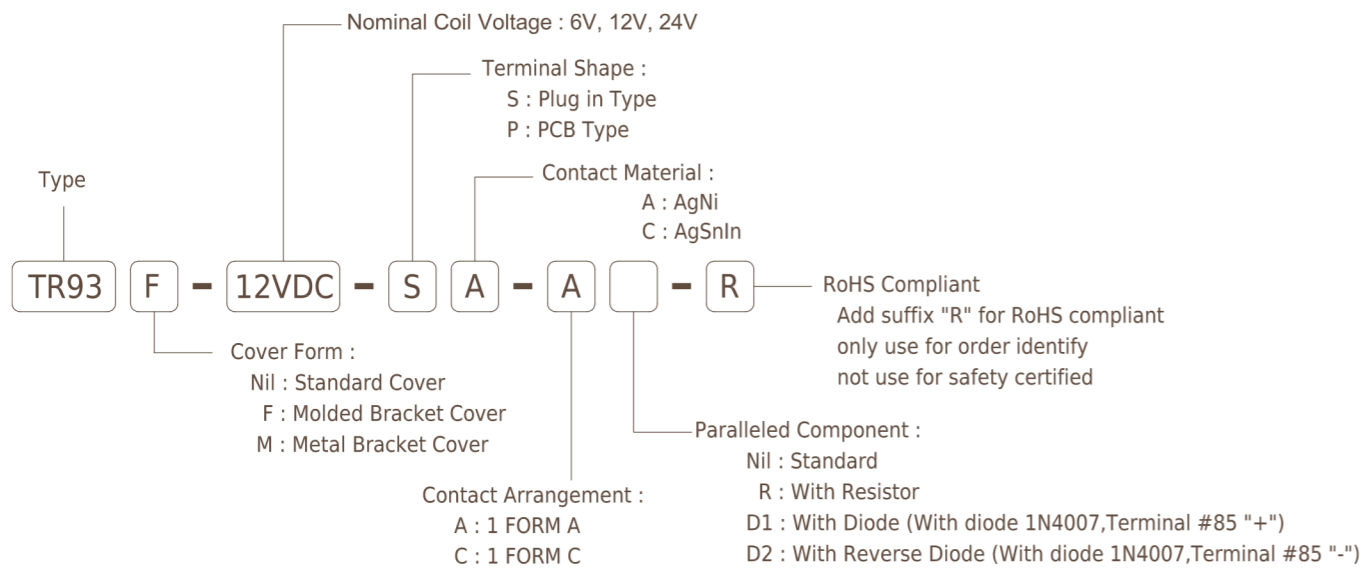 Nominal Coil Voltage : 6V, 12V, 24V
Terminal Shape :
S : Plug in Type
P : PCB Type
Contact Material :
A : AgNi
C : AgSnIn
Type
TR93 F - 12VDC - S A - A - R
RoHS Compliant
Add suffix "R" for RoHS compliant
only use for order identify
not use for safety certified
Cover Form :
Nil : Standard Cover
F : Molded Bracket Cover
M : Metal Bracket Cover
Paralleled Component :
Nil : Standard
R : With Resistor
D1 : With Diode (With diode 1N4007,Terminal #85 "+")
D2 : With Reverse Diode (With diode 1N4007,Terminal #85 "-")
Contact Arrangement :
A : 1 FORM A
C : 1 FORM C